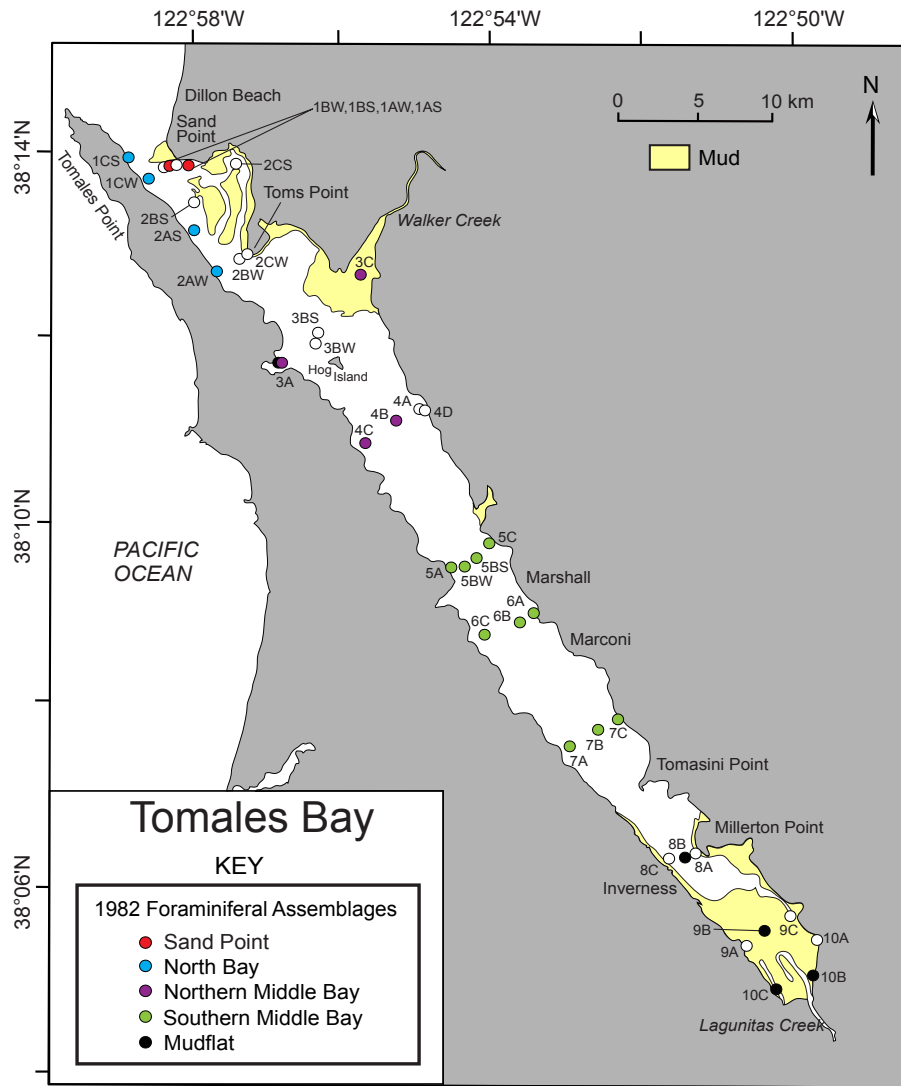 122°58'W
122°54'W
122°50'W
Dillon Beach
1BW,1BS,1AW,1AS
0 5 10 km
N
Sand
Point
38°14'N
1CS
2CS
Mud
1CW
Tomales Point
Toms Point
Walker Creek
2BS
2AS
2CW
2BW
3C
2AW
3BS
3BW
Hog
Island
3A
4A
4D
4B
4C
38°10'N
5C
PACIFIC
OCEAN
5A
5BS
5BW
Marshall
6A
6B
6C
Marconi
7C
7B
7A
Tomasini Point
Tomales Bay
Millerton Point
8B
8A
8C
KEY
Inverness
38°06'N
1982 Foraminiferal Assemblages
9B
9C
10A
9A
Sand Point
North Bay
10B
10C
Northern Middle Bay
Lagunitas Creek
Southern Middle Bay
Mudflat